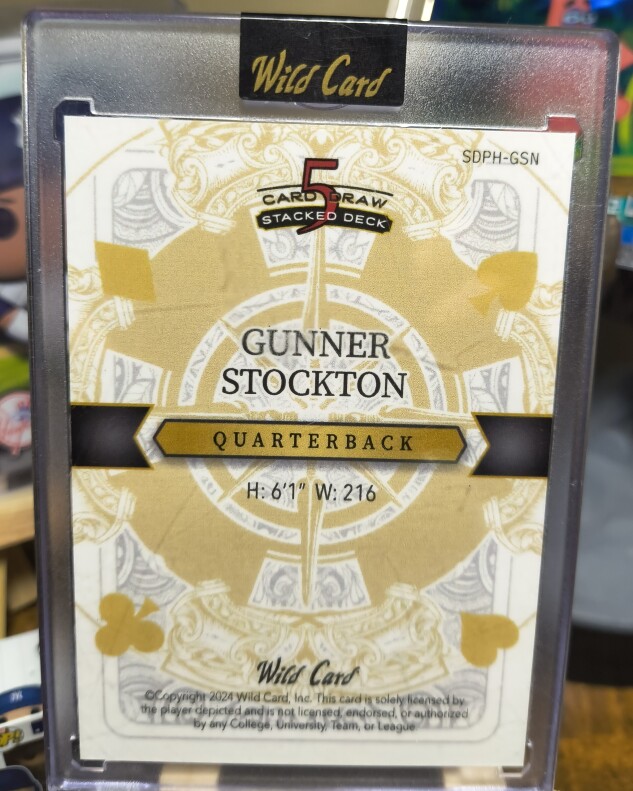 Wild Card
SDPH-GSN
5
CARD DRAW
STACKED DECK
GUNNER
STOCKTON
QUARTERBACK
H: 6'1" W: 216
Wild Card
©Copyright 2024 Wild Card, Inc. This card is solely licensed by
the player depicted and is not licensed, endorsed, or authorized
by any College, University, Team, or League.